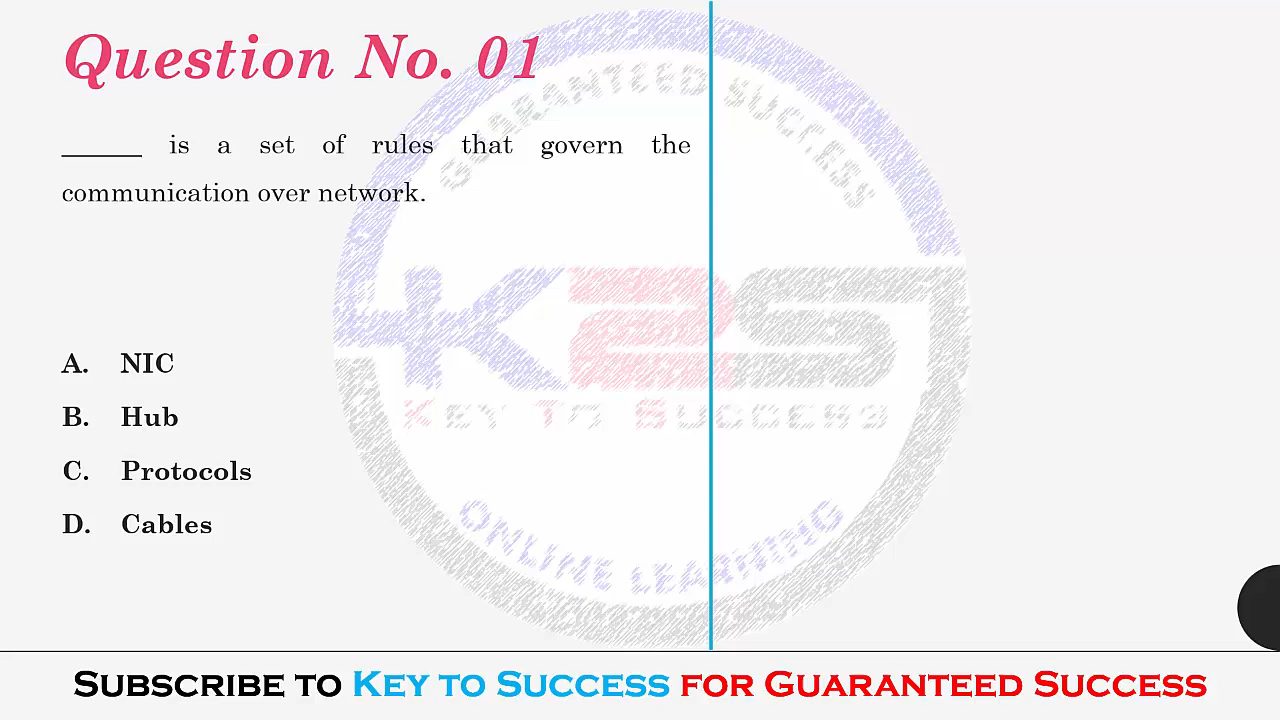 Question No. 01
______ is a set of rules that govern the
communication over network.
A. NIC
B. Hub
C. Protocols
D. Cables
GUARANTEED SUCCESS
K2S
KEY TO SUCCESS
ONLINE LEARNING
SUBSCRIBE TO KEY TO SUCCESS FOR GUARANTEED SUCCESS